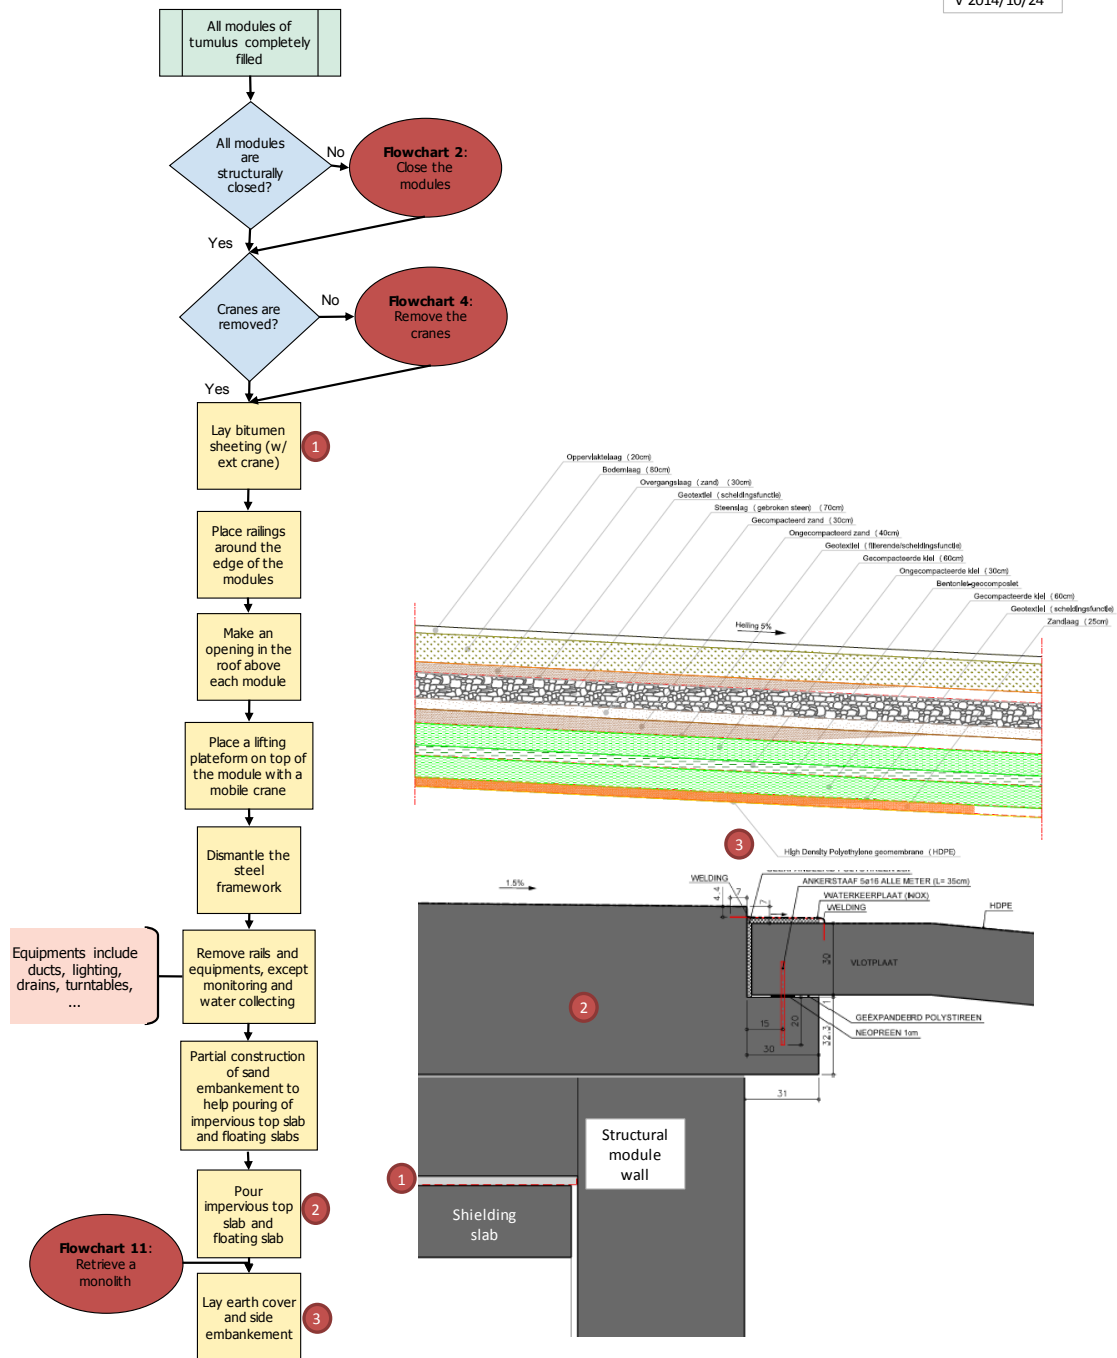 V 2014/10/24
All modules of
tumulus completely
filled
All modules
are
structurally
closed?
No
Flowchart 2:
Close the
modules
Yes
Cranes are
removed?
No
Flowchart 4:
Remove the
cranes
Yes
Lay bitumen
sheeting (w/
ext crane)
1
Place railings
around the
edge of the
modules
Make an
opening in the
roof above
each module
Place a lifting
plateform on top of
the module with a
mobile crane
Dismantle the
steel
framework
Equipments include
ducts, lighting,
drains, turntables,
...
Remove rails and
equipments, except
monitoring and
water collecting
Partial construction
of sand
embankement to
help pouring of
impervious top slab
and floating slabs
Pour
impervious top
slab and
floating slab
2
Flowchart 11:
Retrieve a
monolith
Lay earth cover
and side
embankement
3
Oppervlaktelaag (20cm)
Bodemlaag (80cm)
Overgangslaag (zand) (30cm)
Geotextiel (scheidingsfunctie)
Steenslag (gebroken steen) (70cm)
Gecompacteerd zand (30cm)
Ongecompacteerd zand (40cm)
Geotextiel (filterende/scheidingsfunctie)
Gecompacteerde klei (60cm)
Ongecompacteerde klei (30cm)
Bentoniet-geocomposiet
Gecompacteerde klei (60cm)
Geotextiel (scheidingsfunctie)
Zandlaag (25cm)
Helling 5%
3
High Density Polyethylene geomembrane (HDPE)
WELDING
ANKERSTAAF 5ø16 ALLE METER (L= 35cm)
WATERKEERPLAAT (INOX)
WELDING
HDPE
1.5%
7
4.4
7
30
VLOTPLAAT
2
15
20
30
1
32.3
GEËXPANDEERD POLYSTIREEN
NEOPREEN 1cm
31
Structural
module
wall
1
Shielding
slab